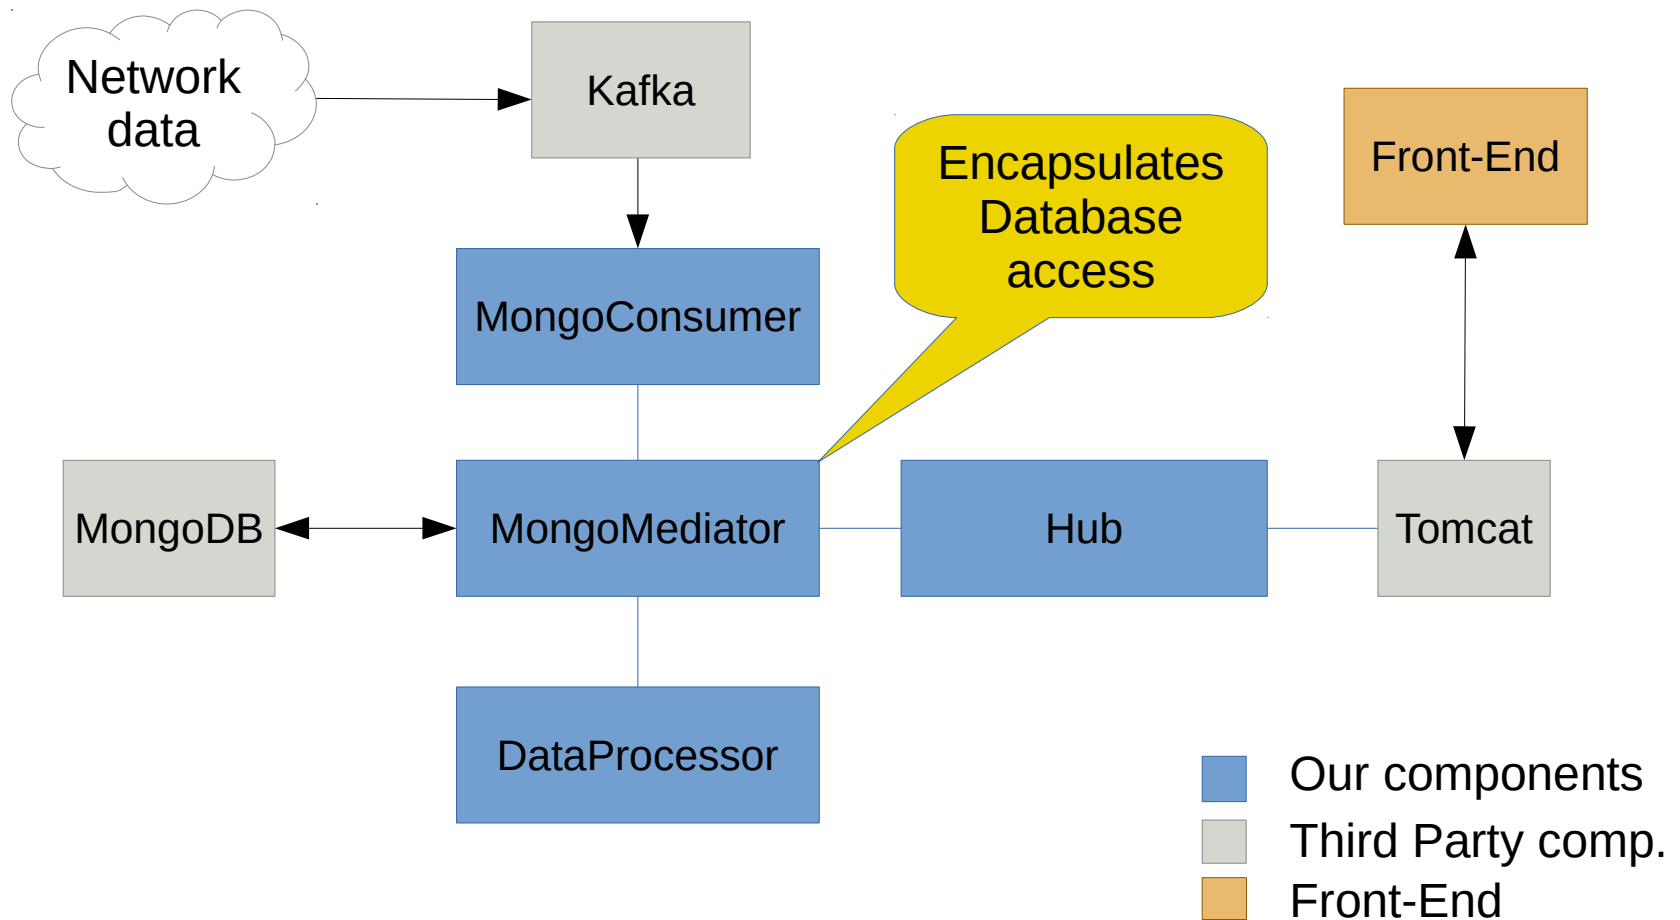 Network
data
Kafka
Encapsulates
Database
access
Front-End
MongoConsumer
MongoDB
MongoMediator
Hub
Tomcat
DataProcessor
Our components
Third Party comp.
Front-End